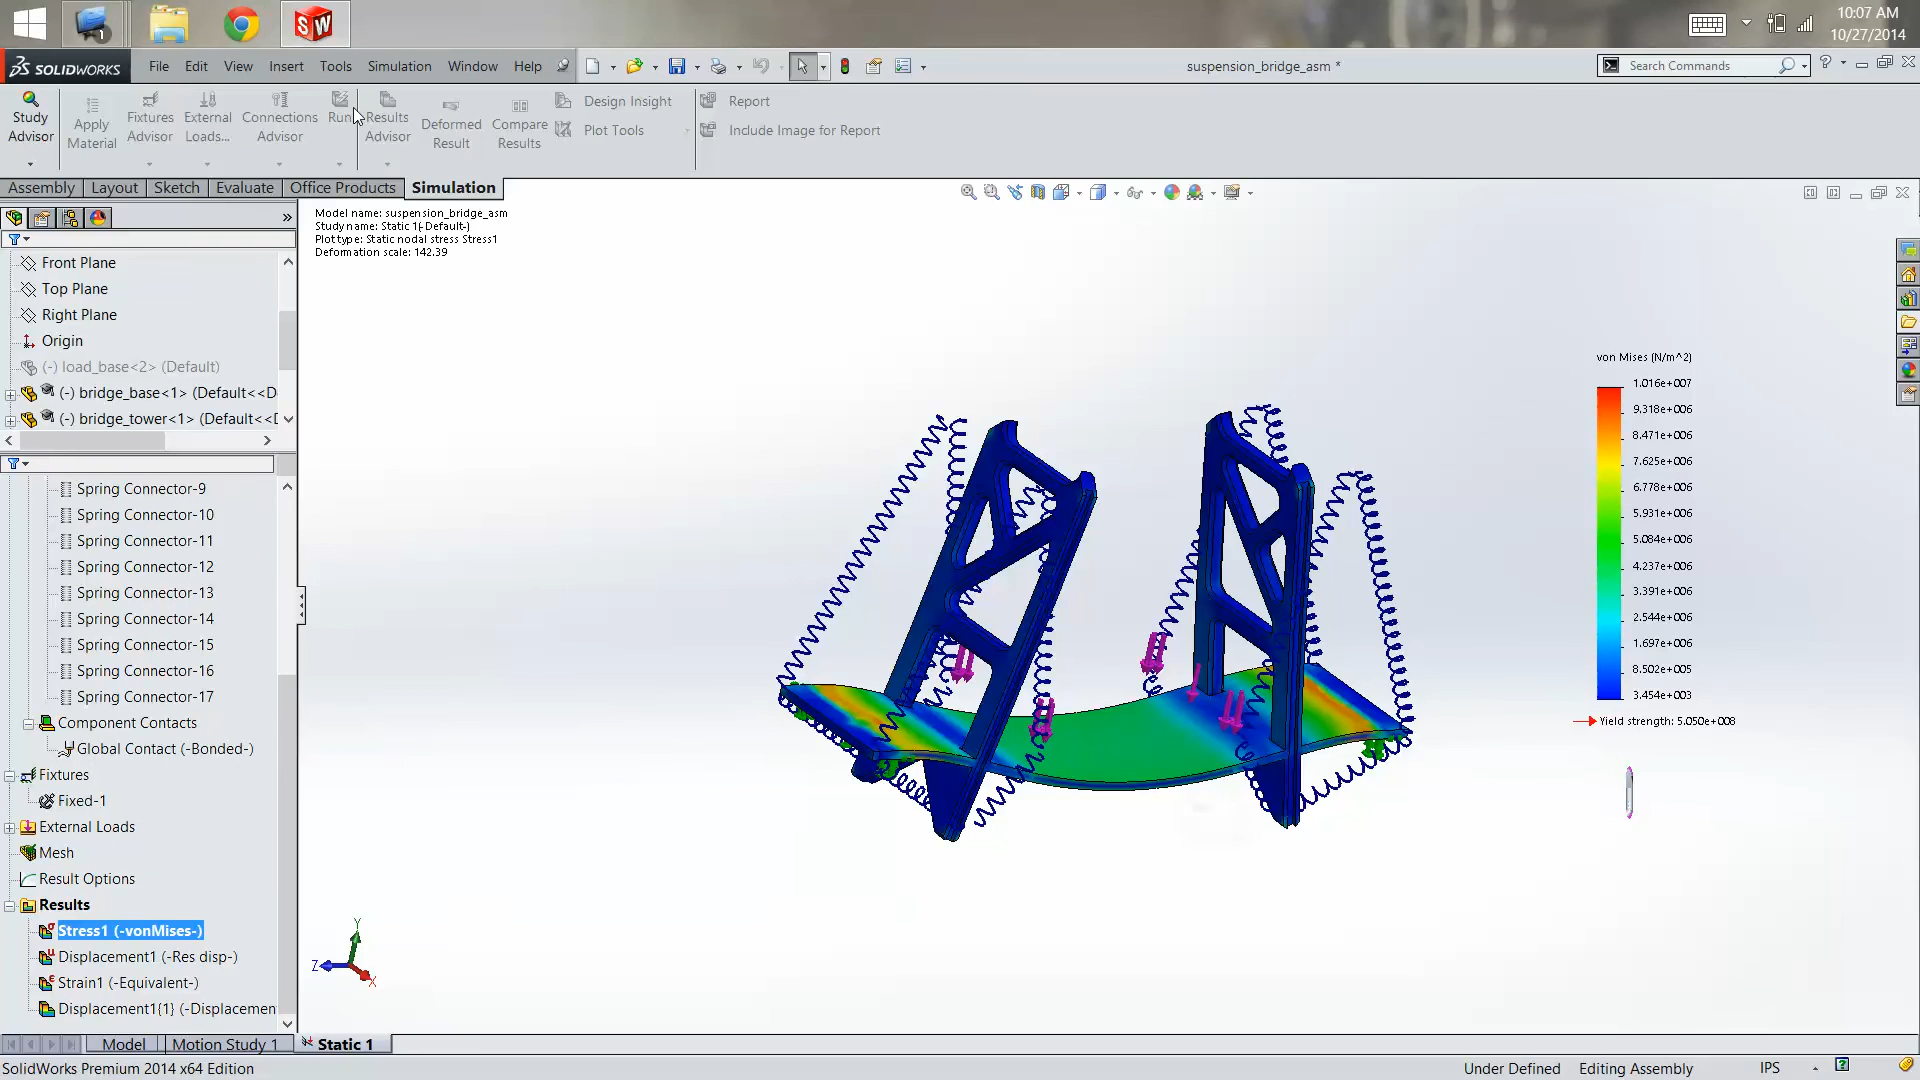 10:07 AM
10/27/2014
SOLIDWORKS
File Edit View Insert Tools Simulation Window Help
suspension_bridge_asm *
Search Commands
Study Advisor
Apply Material
Fixtures Advisor
External Loads...
Connections Advisor
Run
Results Advisor
Deformed Result
Compare Results
Design Insight
Plot Tools
Report
Include Image for Report
Assembly Layout Sketch Evaluate Office Products Simulation
Model name: suspension_bridge_asm
Study name: Static 1(-Default-)
Plot type: Static nodal stress Stress1
Deformation scale: 142.39
Front Plane
Top Plane
Right Plane
Origin
(-) load_base<2> (Default)
(-) bridge_base<1> (Default<<D
(-) bridge_tower<1> (Default<<D
Spring Connector-9
Spring Connector-10
Spring Connector-11
Spring Connector-12
Spring Connector-13
Spring Connector-14
Spring Connector-15
Spring Connector-16
Spring Connector-17
Component Contacts
Global Contact (-Bonded-)
Fixtures
Fixed-1
External Loads
Mesh
Result Options
Results
Stress1 (-vonMises-)
Displacement1 (-Res disp-)
Strain1 (-Equivalent-)
Displacement1{1} (-Displacemen
von Mises (N/m^2)
1.016e+007
9.318e+006
8.471e+006
7.625e+006
6.778e+006
5.931e+006
5.084e+006
4.237e+006
3.391e+006
2.544e+006
1.697e+006
8.502e+005
3.454e+003
Yield strength: 5.050e+008
Y
Z
X
Model Motion Study 1 Static 1
SolidWorks Premium 2014 x64 Edition
Under Defined Editing Assembly IPS